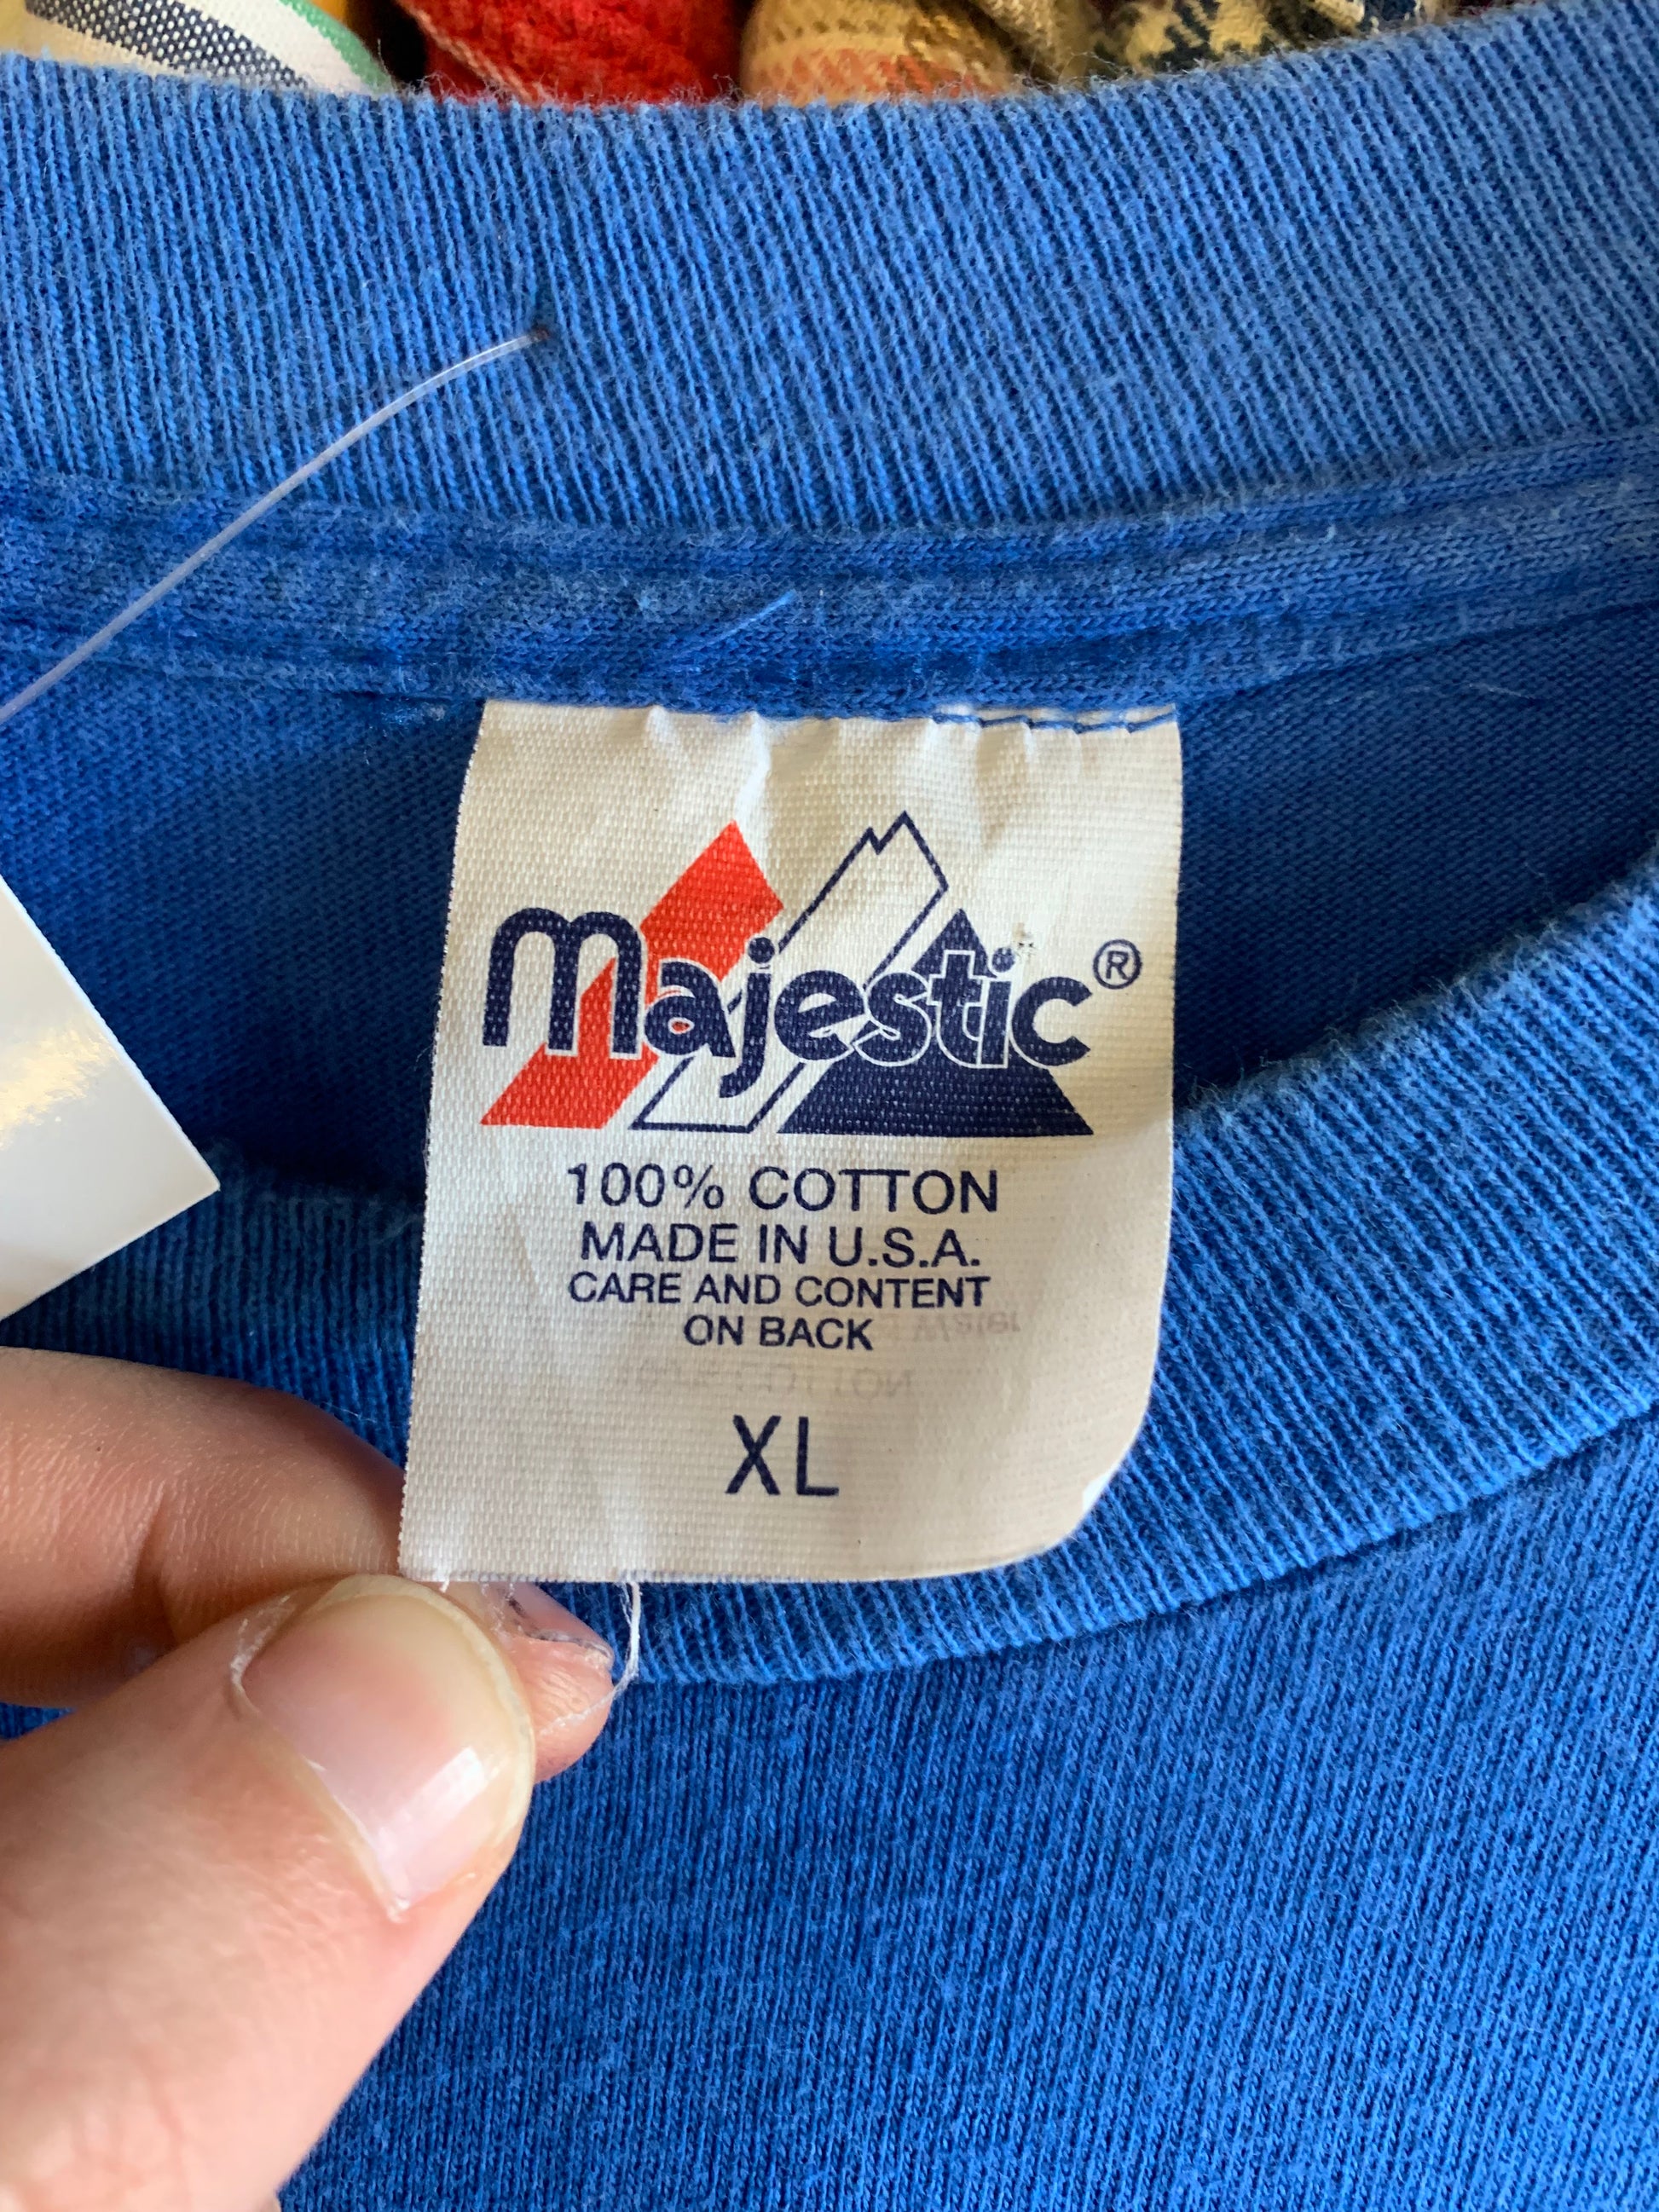 majestic®
100% COTTON
MADE IN U.S.A.
CARE AND CONTENT
ON BACK
XL